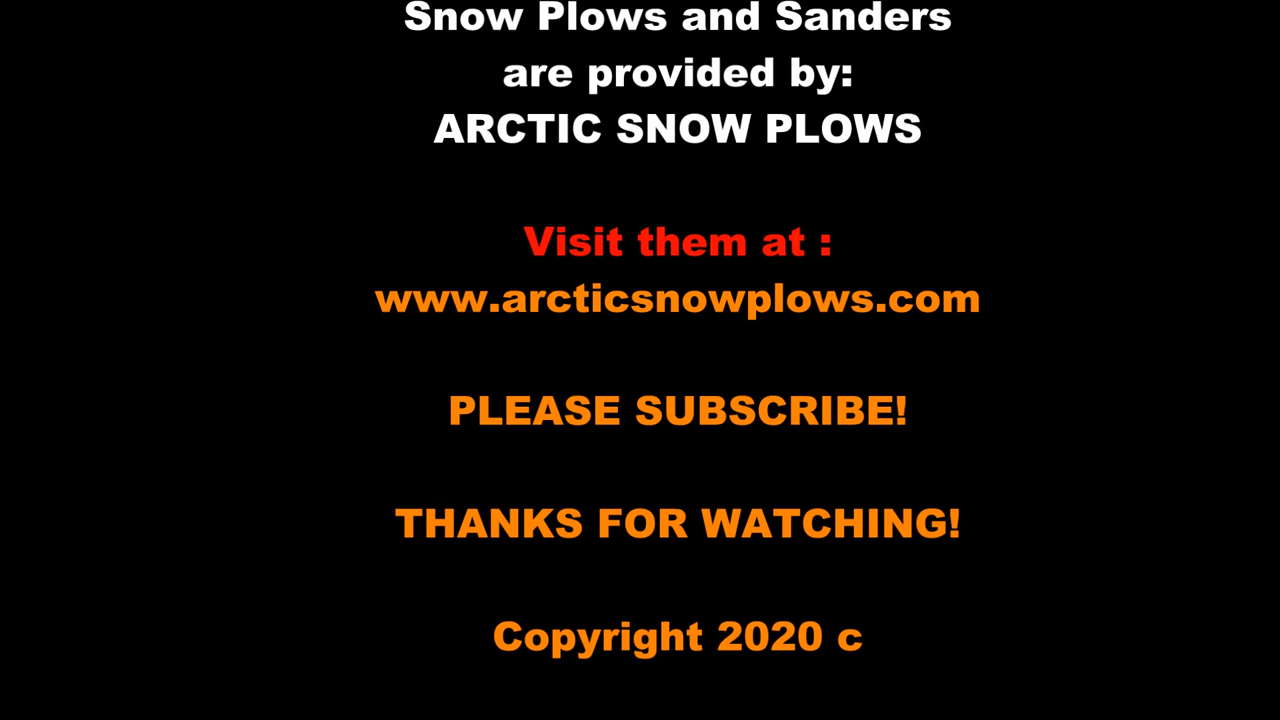 Snow Plows and Sanders
are provided by:
ARCTIC SNOW PLOWS
Visit them at :
www.arcticsnowplows.com
PLEASE SUBSCRIBE!
THANKS FOR WATCHING!
Copyright 2020 c